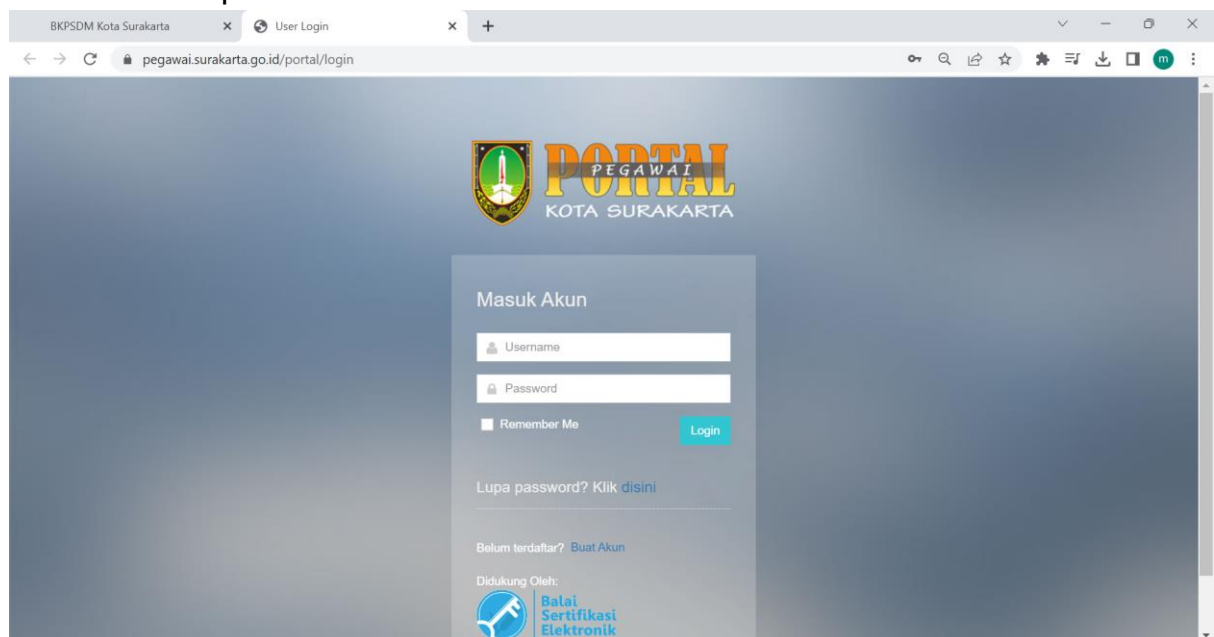 BKPSDM Kota Surakarta
User Login
pegawai.surakarta.go.id/portal/login
m
PORTAL
PEGAWAI
KOTA SURAKARTA
Masuk Akun
Username
Password
Remember Me
Login
Lupa password? Klik disini
Belum terdaftar? Buat Akun
Didukung Oleh:
Balai
Sertifikasi
Elektronik